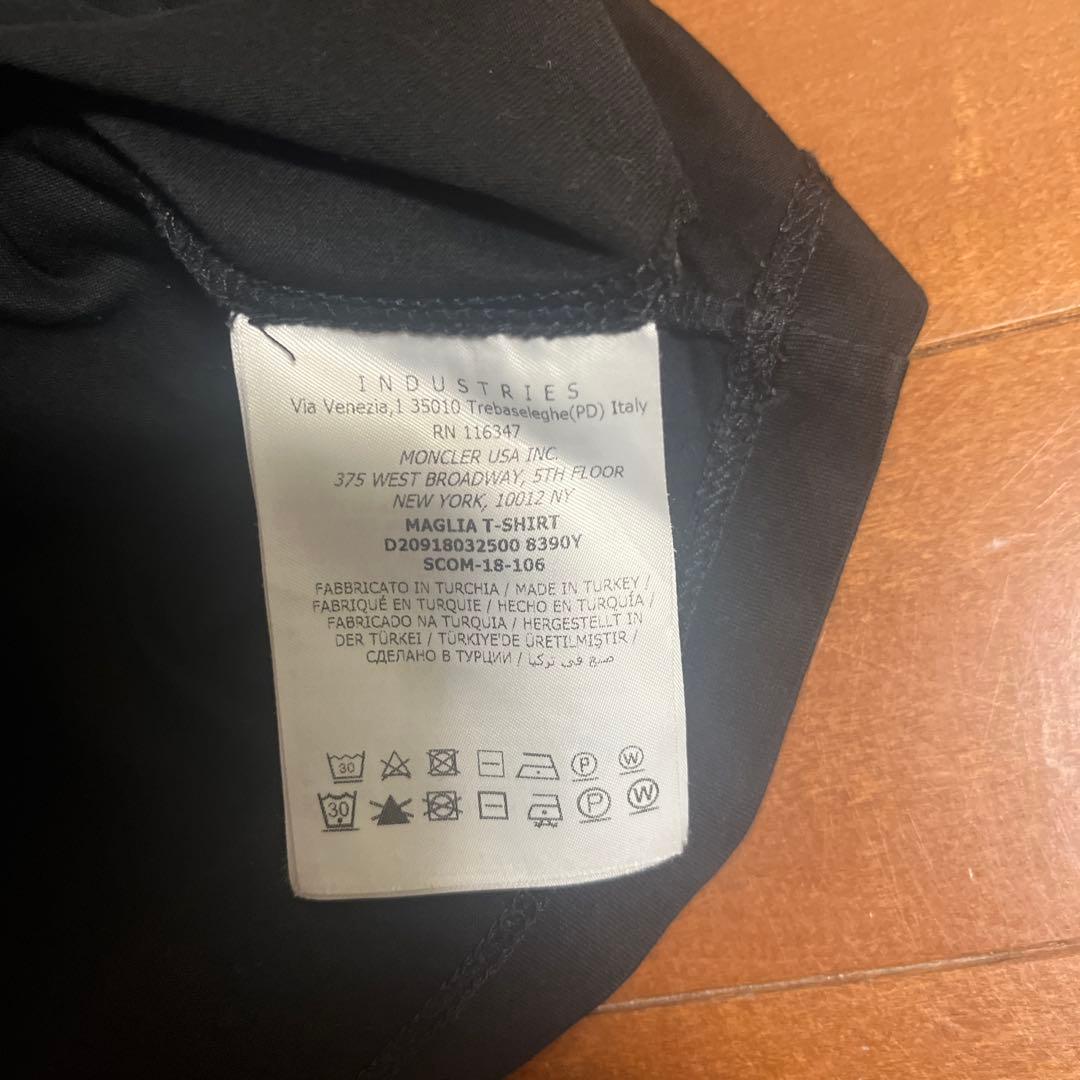 INDUSTRIES
Via Venezia,1 35010 Trebaseleghe(PD) Italy
RN 116347
MONCLER USA INC.
375 WEST BROADWAY, 5TH FLOOR
NEW YORK, 10012 NY
MAGLIA T-SHIRT
D20918032500 8390Y
SCOM-18-106
FABBRICATO IN TURCHIA / MADE IN TURKEY /
FABRIQUÉ EN TURQUIE / HECHO EN TURQUÍA /
FABRICADO NA TURQUIA / HERGESTELLT IN
DER TÜRKEI / TÜRKIYE'DE ÜRETILMIŞTIR /
СДЕЛАНО В ТУРЦИИ / صنع في تركيا
30 P W
30 P W